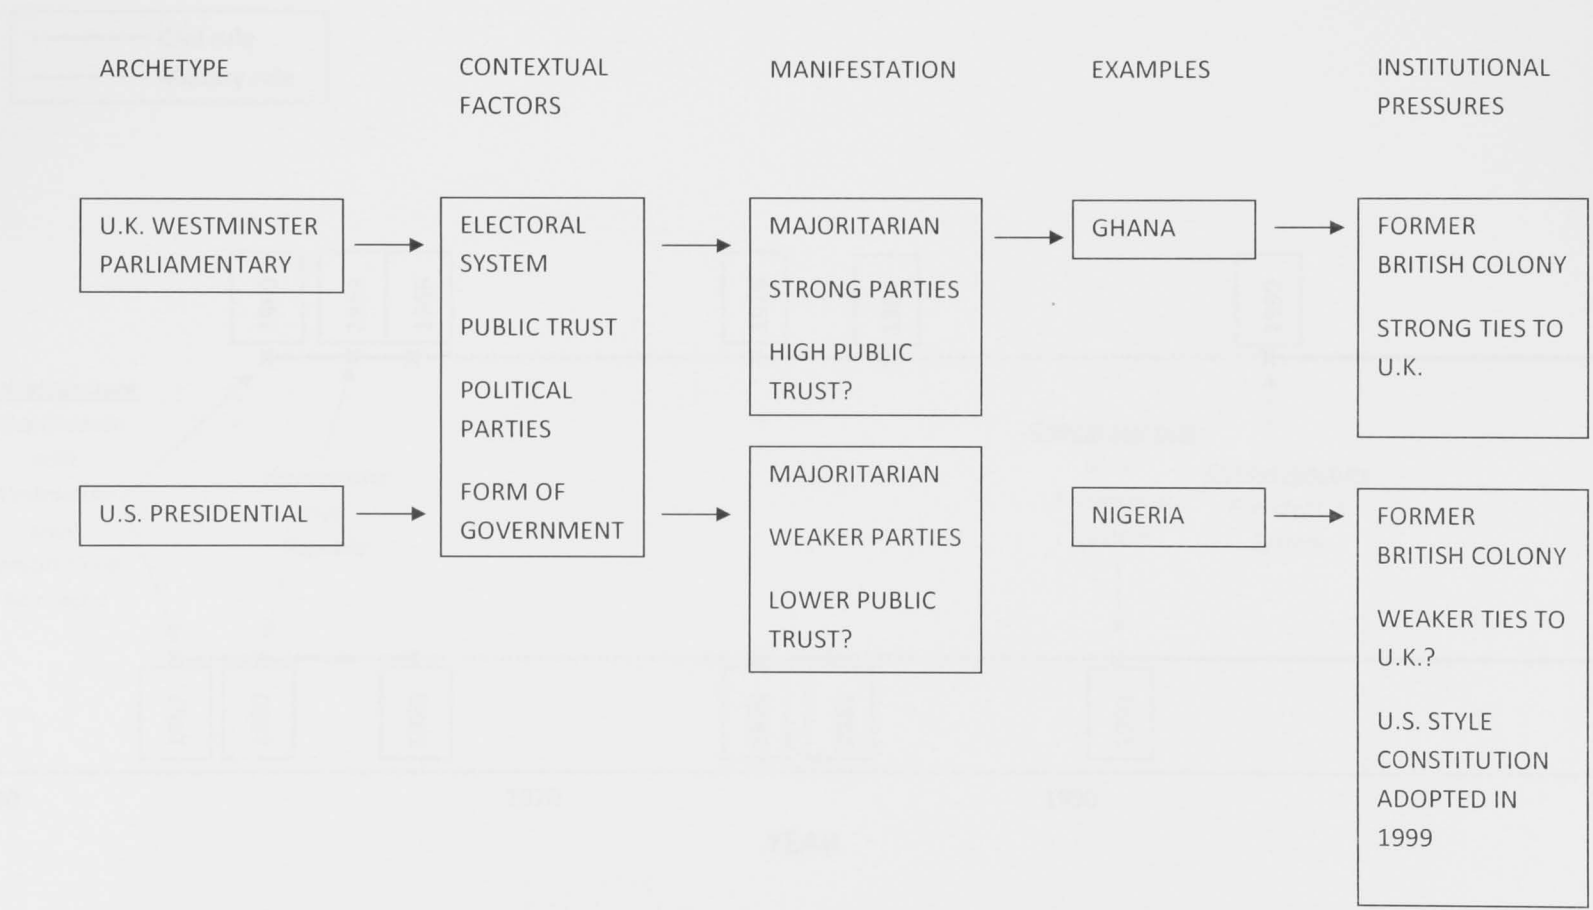 ARCHETYPE
CONTEXTUAL
FACTORS
MANIFESTATION
EXAMPLES
INSTITUTIONAL
PRESSURES
U.K. WESTMINSTER
PARLIAMENTARY
ELECTORAL
SYSTEM
PUBLIC TRUST
POLITICAL
PARTIES
FORM OF
GOVERNMENT
MAJORITARIAN
STRONG PARTIES
HIGH PUBLIC
TRUST?
GHANA
FORMER
BRITISH COLONY
STRONG TIES TO
U.K.
U.S. PRESIDENTIAL
MAJORITARIAN
WEAKER PARTIES
LOWER PUBLIC
TRUST?
NIGERIA
FORMER
BRITISH COLONY
WEAKER TIES TO
U.K.?
U.S. STYLE
CONSTITUTION
ADOPTED IN
1999